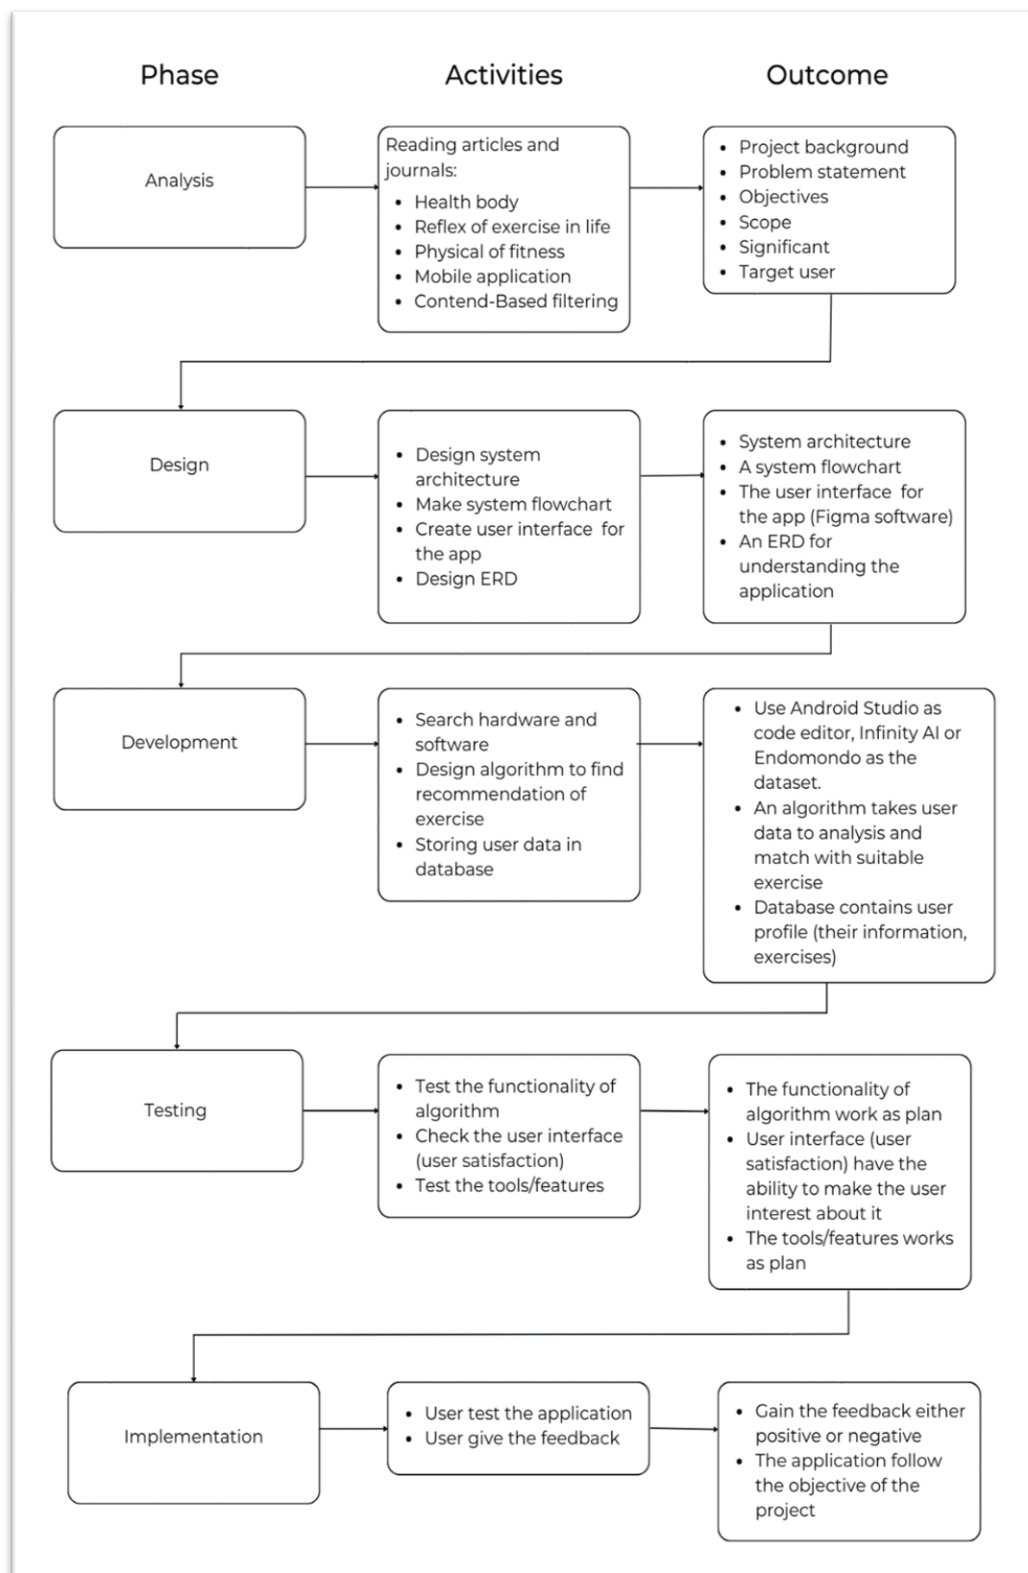 Phase
Activities
Outcome
Analysis
Reading articles and
journals:
• Health body
• Reflex of exercise in life
• Physical of fitness
• Mobile application
• Contend-Based filtering
• Project background
• Problem statement
• Objectives
• Scope
• Significant
• Target user
Design
• Design system
architecture
• Make system flowchart
• Create user interface for
the app
• Design ERD
• System architecture
• A system flowchart
• The user interface for
the app (Figma software)
• An ERD for
understanding the
application
Development
• Search hardware and
software
• Design algorithm to find
recommendation of
exercise
• Storing user data in
database
• Use Android Studio as
code editor, Infinity AI or
Endomondo as the
dataset.
• An algorithm takes user
data to analysis and
match with suitable
exercise
• Database contains user
profile (their information,
exercises)
Testing
• Test the functionality of
algorithm
• Check the user interface
(user satisfaction)
• Test the tools/features
• The functionality of
algorithm work as plan
• User interface (user
satisfaction) have the
ability to make the user
interest about it
• The tools/features works
as plan
Implementation
• User test the application
• User give the feedback
• Gain the feedback either
positive or negative
• The application follow
the objective of the
project